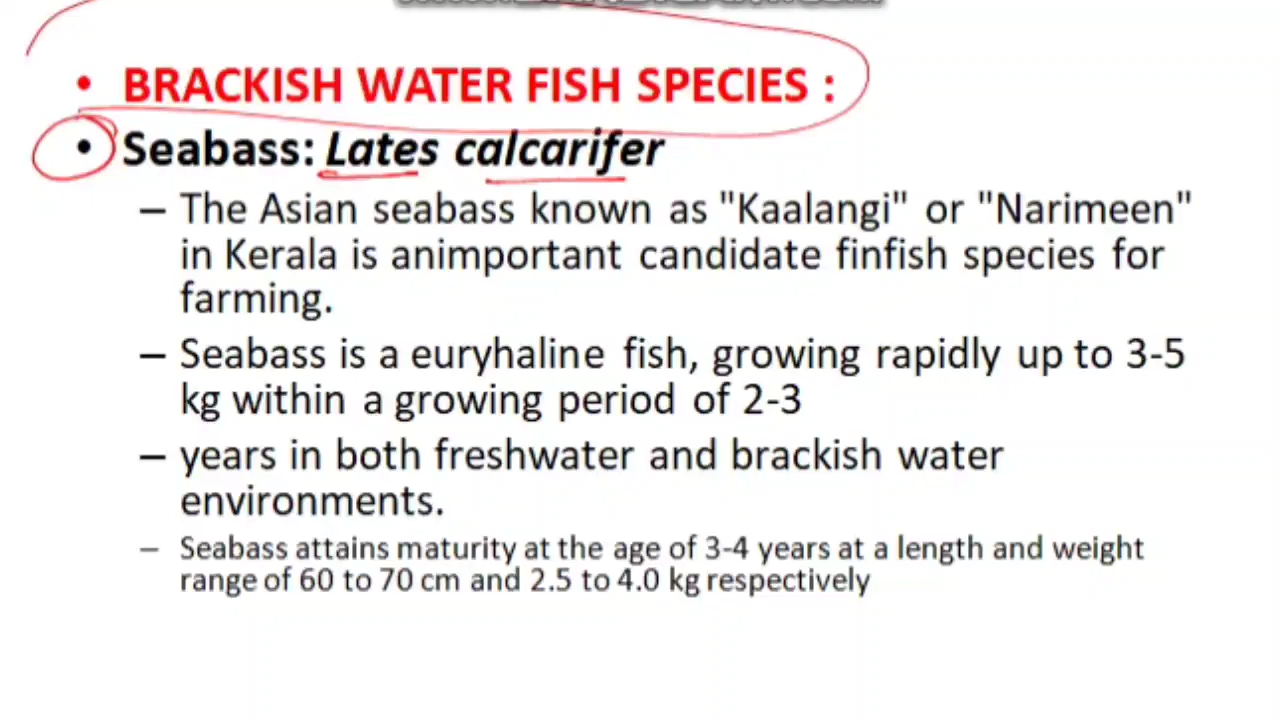 • BRACKISH WATER FISH SPECIES :
• Seabass: Lates calcarifer
– The Asian seabass known as "Kaalangi" or "Narimeen"
in Kerala is animportant candidate finfish species for
farming.
– Seabass is a euryhaline fish, growing rapidly up to 3-5
kg within a growing period of 2-3
– years in both freshwater and brackish water
environments.
– Seabass attains maturity at the age of 3-4 years at a length and weight
range of 60 to 70 cm and 2.5 to 4.0 kg respectively